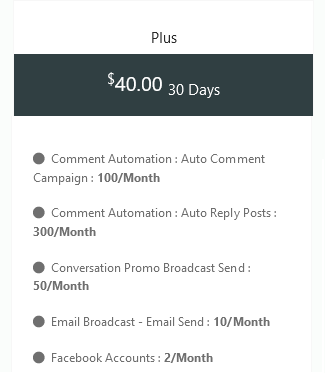 Plus
$40.00 30 Days
Comment Automation : Auto Comment
Campaign : 100/Month
Comment Automation : Auto Reply Posts :
300/Month
Conversation Promo Broadcast Send :
50/Month
Email Broadcast - Email Send : 10/Month
Facebook Accounts : 2/Month